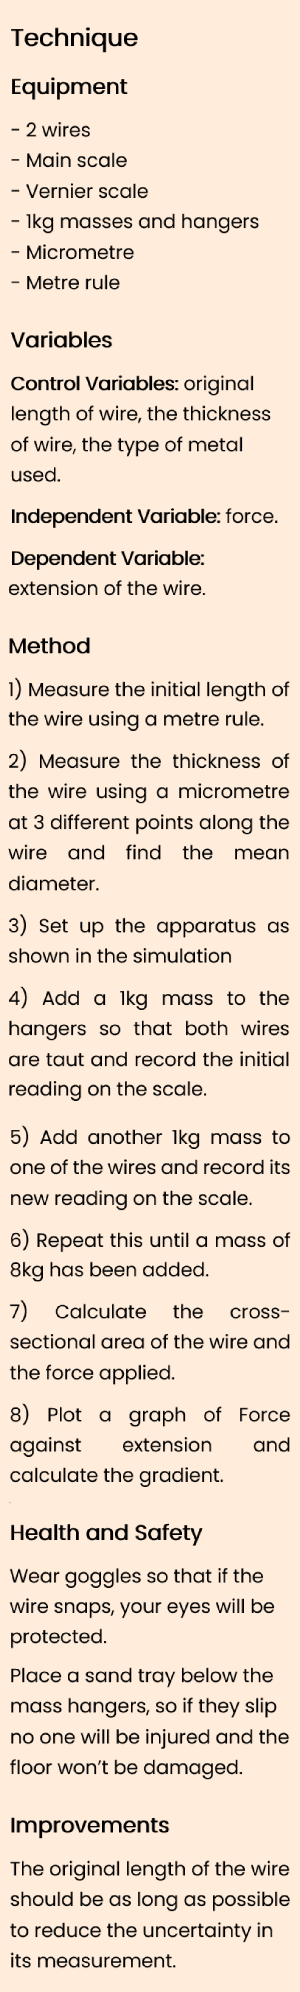 Technique
Equipment
- 2 wires
- Main scale
- Vernier scale
- 1kg masses and hangers
- Micrometre
- Metre rule
Variables
Control Variables: original
length of wire, the thickness
of wire, the type of metal
used.
Independent Variable: force.
Dependent Variable:
extension of the wire.
Method
1) Measure the initial length of
the wire using a metre rule.
2) Measure the thickness of
the wire using a micrometre
at 3 different points along the
wire and find the mean
diameter.
3) Set up the apparatus as
shown in the simulation
4) Add a 1kg mass to the
hangers so that both wires
are taut and record the initial
reading on the scale.
5) Add another 1kg mass to
one of the wires and record its
new reading on the scale.
6) Repeat this until a mass of
8kg has been added.
7) Calculate the cross-
sectional area of the wire and
the force applied.
8) Plot a graph of Force
against extension and
calculate the gradient.
Health and Safety
Wear goggles so that if the
wire snaps, your eyes will be
protected.
Place a sand tray below the
mass hangers, so if they slip
no one will be injured and the
floor won't be damaged.
Improvements
The original length of the wire
should be as long as possible
to reduce the uncertainty in
its measurement.